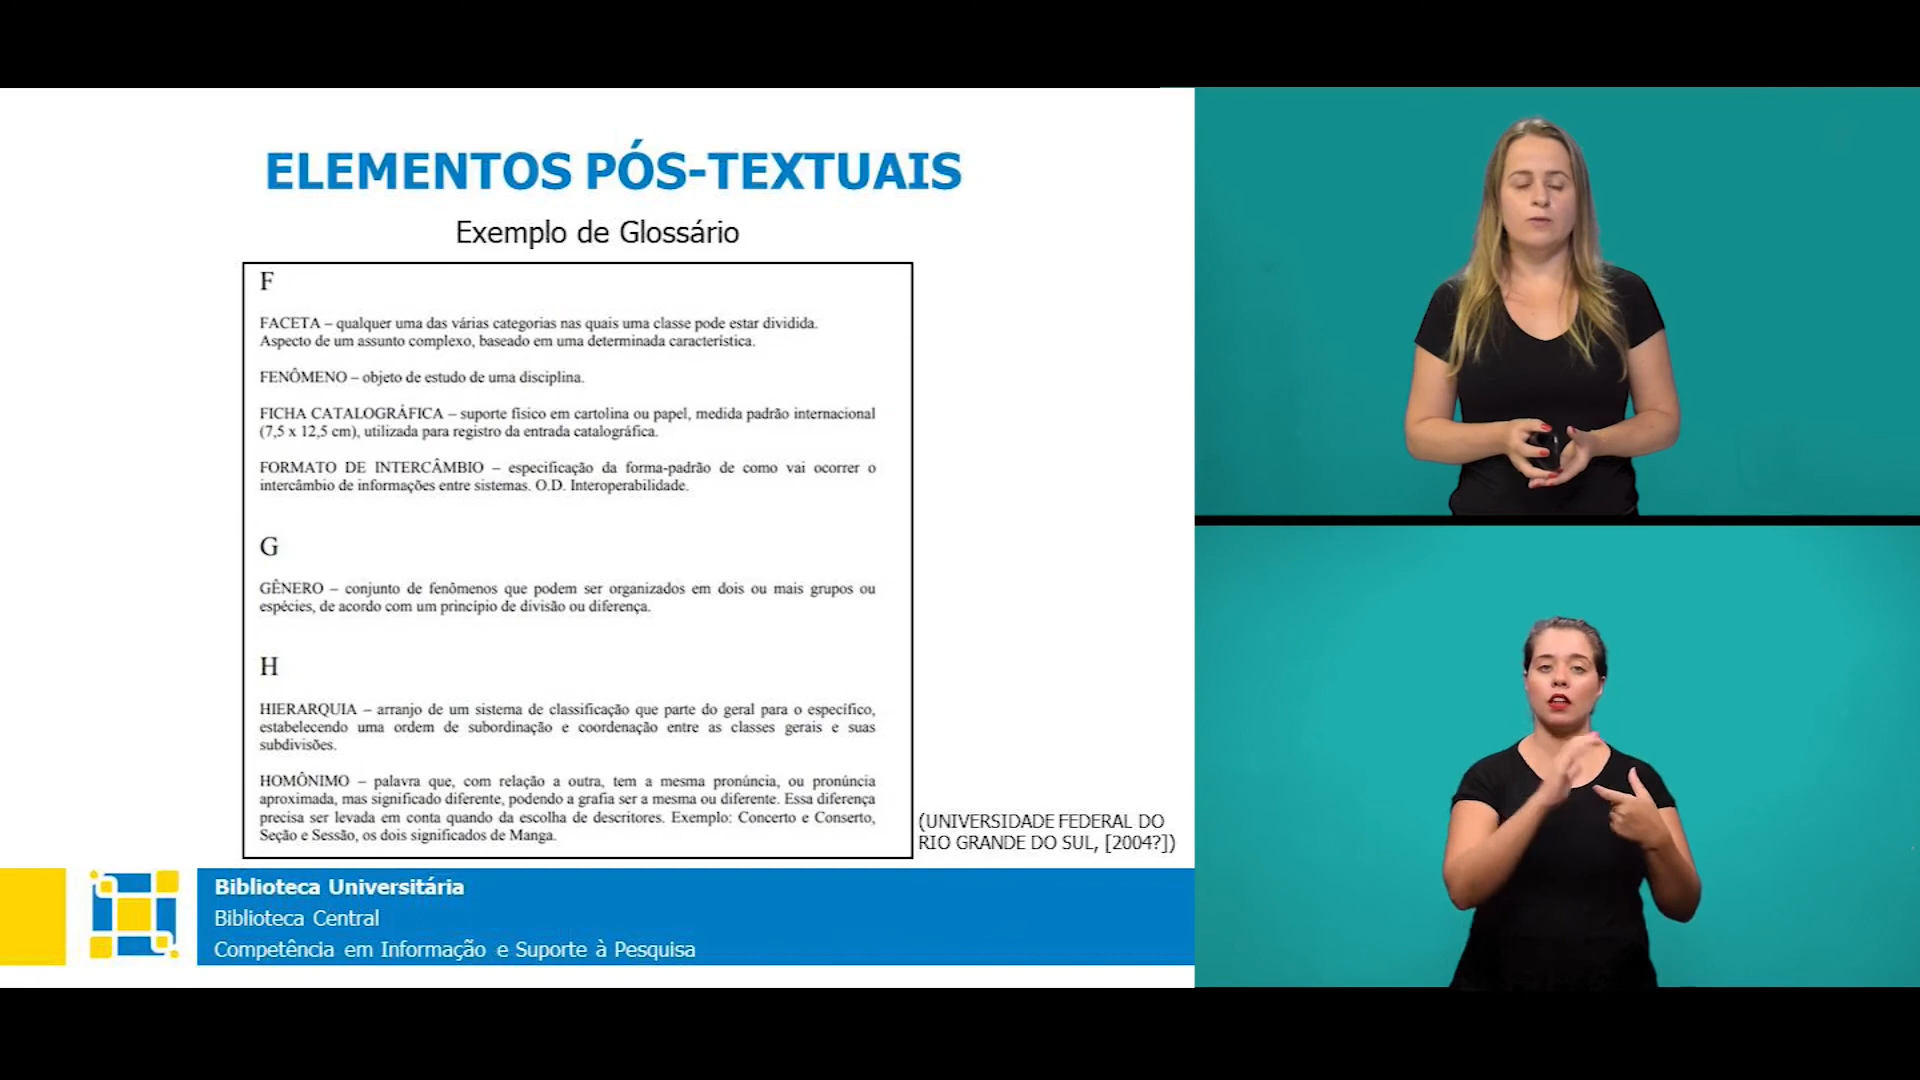 ELEMENTOS PÓS-TEXTUAIS
Exemplo de Glossário
F
FACETA – qualquer uma das várias categorias nas quais uma classe pode estar dividida.
Aspecto de um assunto complexo, baseado em uma determinada característica.
FENÔMENO – objeto de estudo de uma disciplina.
FICHA CATALOGRÁFICA – suporte físico em cartolina ou papel, medida padrão internacional
(7,5 x 12,5 cm), utilizada para registro da entrada catalográfica.
FORMATO DE INTERCÂMBIO – especificação da forma-padrão de como vai ocorrer o
intercâmbio de informações entre sistemas. O.D. Interoperabilidade.
G
GÊNERO – conjunto de fenômenos que podem ser organizados em dois ou mais grupos ou
espécies, de acordo com um princípio de divisão ou diferença.
H
HIERARQUIA – arranjo de um sistema de classificação que parte do geral para o específico,
estabelecendo uma ordem de subordinação e coordenação entre as classes gerais e suas
subdivisões.
HOMÔNIMO – palavra que, com relação a outra, tem a mesma pronúncia, ou pronúncia
aproximada, mas significado diferente, podendo a grafia ser a mesma ou diferente. Essa diferença
precisa ser levada em conta quando da escolha de descritores. Exemplo: Concerto e Conserto,
Seção e Sessão, os dois significados de Manga.
(UNIVERSIDADE FEDERAL DO
RIO GRANDE DO SUL, [2004?])
Biblioteca Universitária
Biblioteca Central
Competência em Informação e Suporte à Pesquisa